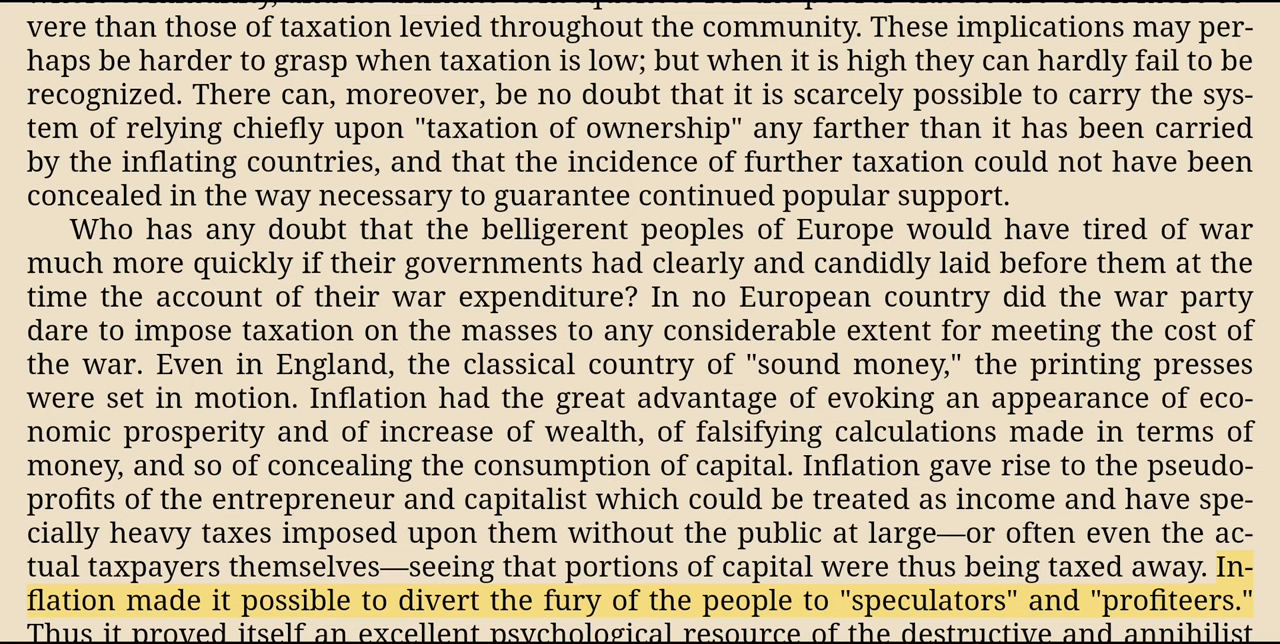 vere than those of taxation levied throughout the community. These implications may per-
haps be harder to grasp when taxation is low; but when it is high they can hardly fail to be
recognized. There can, moreover, be no doubt that it is scarcely possible to carry the sys-
tem of relying chiefly upon "taxation of ownership" any farther than it has been carried
by the inflating countries, and that the incidence of further taxation could not have been
concealed in the way necessary to guarantee continued popular support.
Who has any doubt that the belligerent peoples of Europe would have tired of war
much more quickly if their governments had clearly and candidly laid before them at the
time the account of their war expenditure? In no European country did the war party
dare to impose taxation on the masses to any considerable extent for meeting the cost of
the war. Even in England, the classical country of "sound money," the printing presses
were set in motion. Inflation had the great advantage of evoking an appearance of eco-
nomic prosperity and of increase of wealth, of falsifying calculations made in terms of
money, and so of concealing the consumption of capital. Inflation gave rise to the pseudo-
profits of the entrepreneur and capitalist which could be treated as income and have spe-
cially heavy taxes imposed upon them without the public at large—or often even the ac-
tual taxpayers themselves—seeing that portions of capital were thus being taxed away. In-
flation made it possible to divert the fury of the people to "speculators" and "profiteers."
Thus it proved itself an excellent psychological resource of the destructive and annihilist